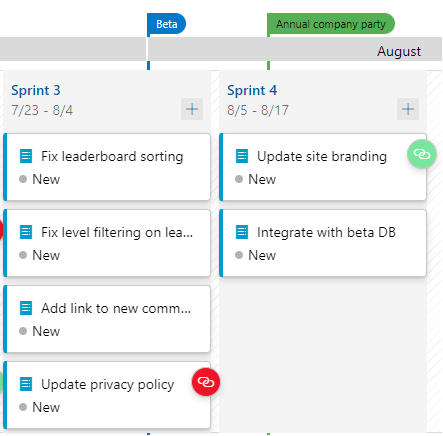 Beta
Annual company party
August
Sprint 3
7/23 - 8/4
Fix leaderboard sorting
New
Fix level filtering on lea...
New
Add link to new comm...
New
Update privacy policy
New
Sprint 4
8/5 - 8/17
Update site branding
New
Integrate with beta DB
New